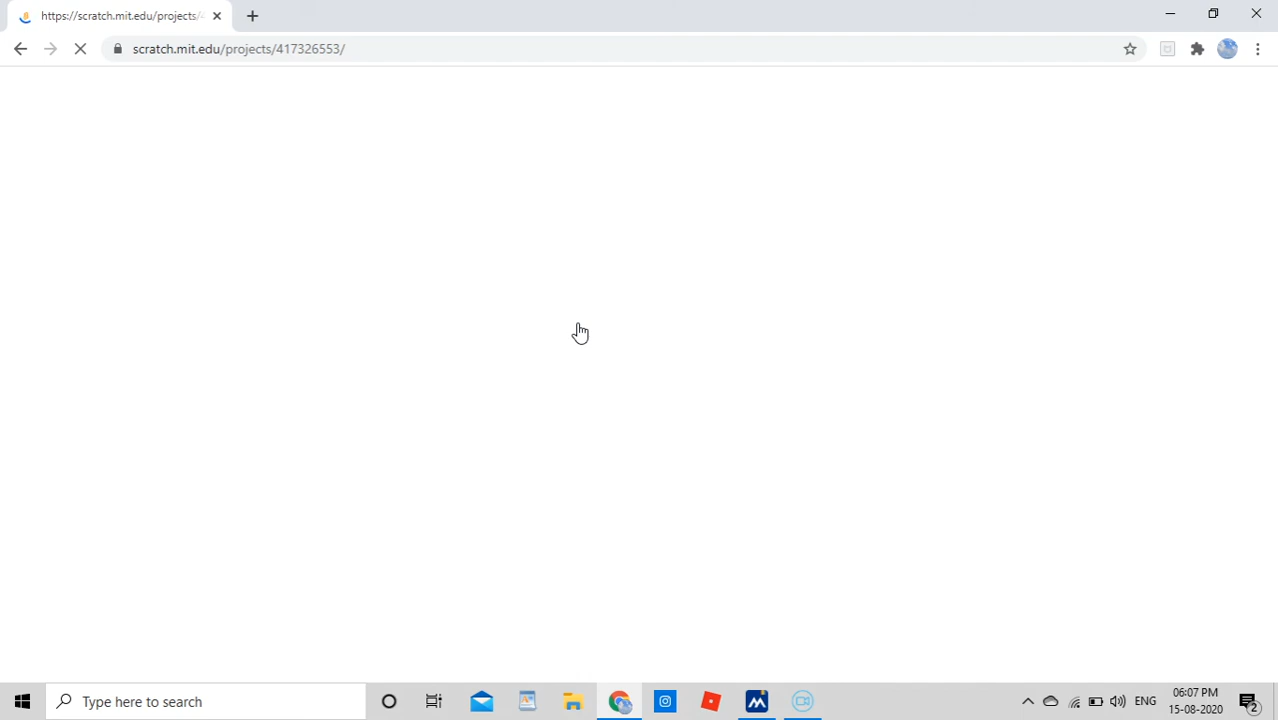 https://scratch.mit.edu/projects/4
scratch.mit.edu/projects/417326553/
Type here to search
ENG
06:07 PM
15-08-2020
2